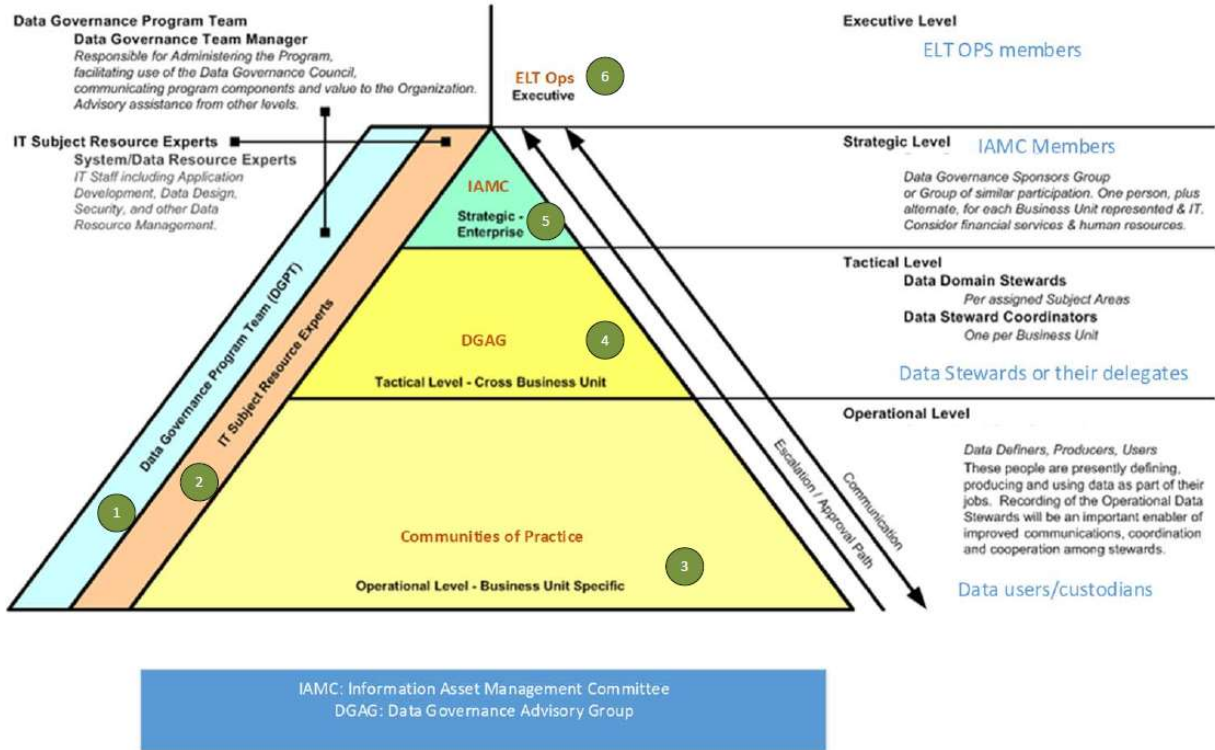 Data Governance Program Team
Data Governance Team Manager
Responsible for Administering the Program,
facilitating use of the Data Governance Council,
communicating program components and value to the Organization.
Advisory assistance from other levels.
IT Subject Resource Experts
System/Data Resource Experts
IT Staff including Application
Development, Data Design,
Security, and other Data
Resource Management.
ELT Ops
Executive
6
IAMC
Strategic -
Enterprise
5
DGAG
4
Tactical Level - Cross Business Unit
Communities of Practice
3
Operational Level - Business Unit Specific
Data Governance Program Team (DGPT)
1
IT Subject Resource Experts
2
Escalation / Approval Path
Communication
Executive Level
ELT OPS members
Strategic Level
IAMC Members
Data Governance Sponsors Group
or Group of similar participation. One person, plus
alternate, for each Business Unit represented & IT.
Consider financial services & human resources.
Tactical Level
Data Domain Stewards
Per assigned Subject Areas
Data Steward Coordinators
One per Business Unit
Data Stewards or their delegates
Operational Level
Data Definers, Producers, Users
These people are presently defining,
producing and using data as part of their
jobs. Recording of the Operational Data
Stewards will be an important enabler of
improved communications, coordination
and cooperation among stewards.
Data users/custodians
IAMC: Information Asset Management Committee
DGAG: Data Governance Advisory Group